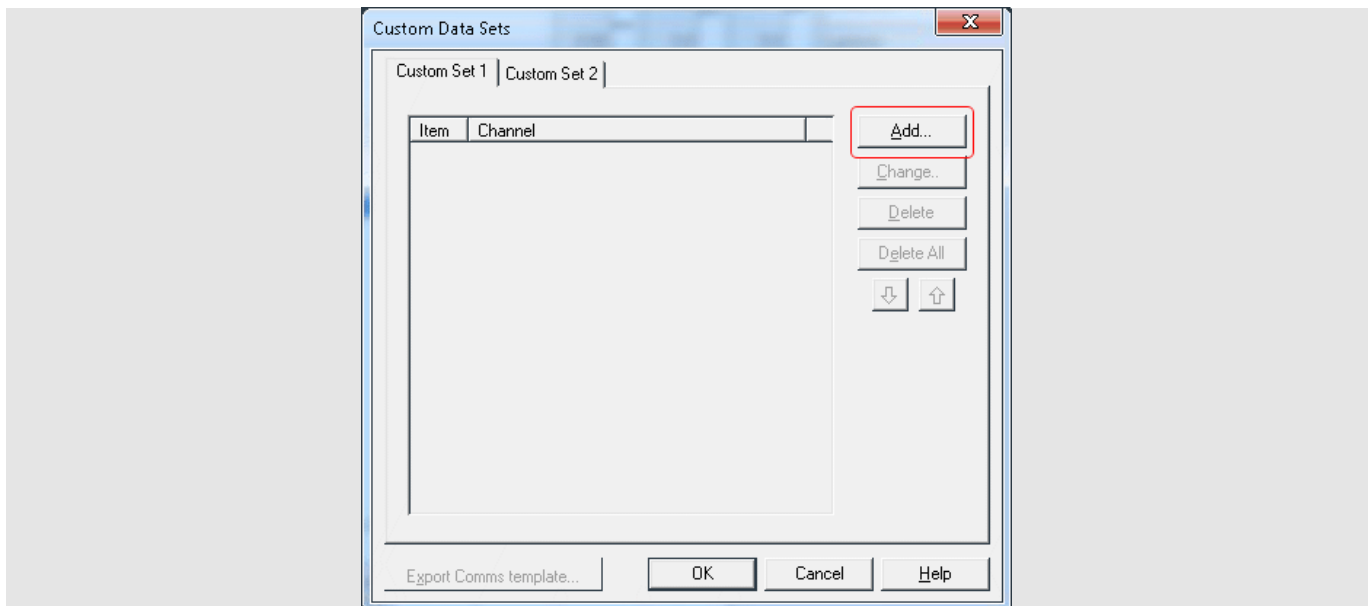 Custom Data Sets
Custom Set 1 Custom Set 2
Item Channel
Add...
Change..
Delete
Delete All
Export Comms template... OK Cancel Help